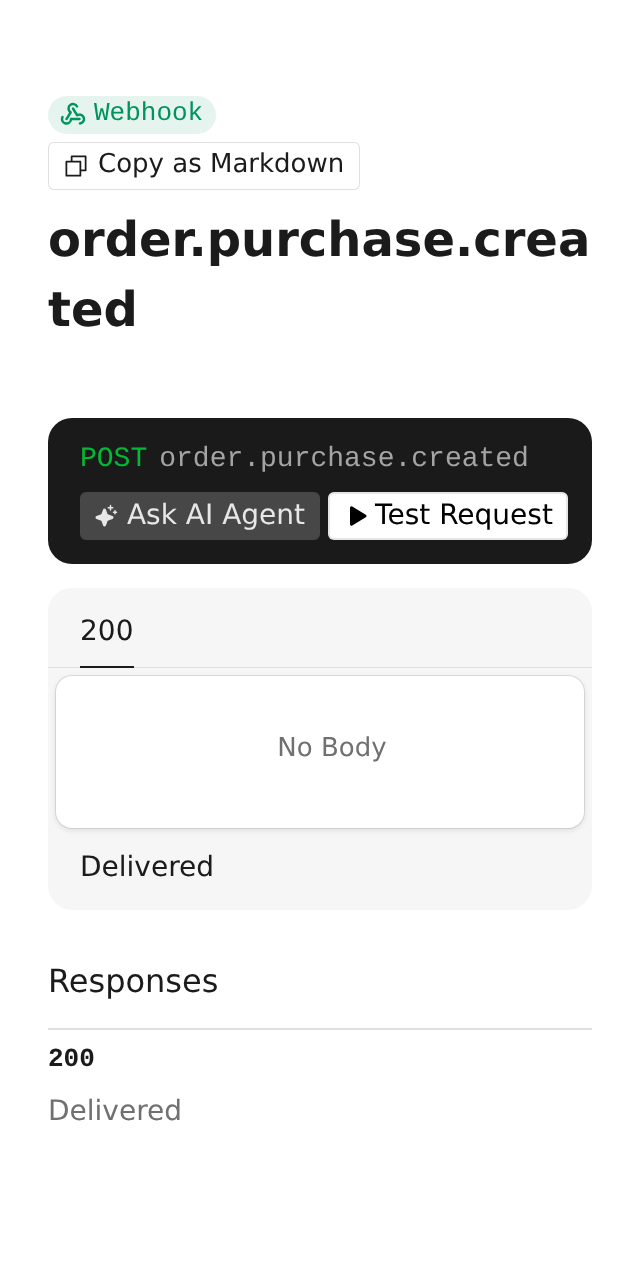 Webhook
Copy as Markdown
order.purchase.crea
ted
POST order.purchase.created
Ask AI Agent Test Request
200
No Body
Delivered
Responses
200
Delivered